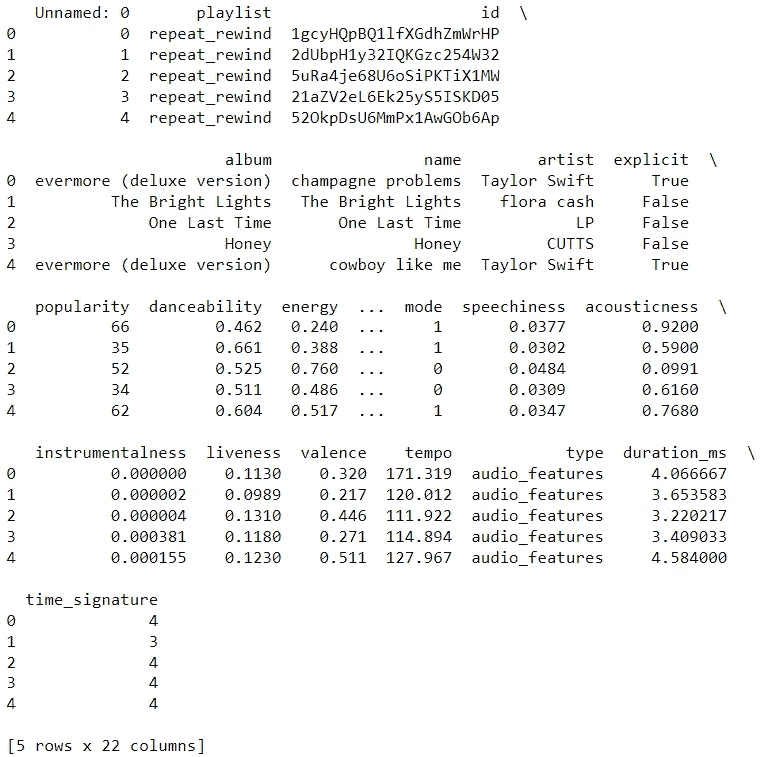 Unnamed: 0       playlist                      id  \
0           0  repeat_rewind  1gcyHQpBQ1lfXGdhZmWrHP
1           1  repeat_rewind  2dUbpH1y32IQKGzc254W32
2           2  repeat_rewind  5uRa4je68U6oSiPKTiX1MW
3           3  repeat_rewind  21aZV2eL6Ek25yS5ISKD05
4           4  repeat_rewind  52OkpDsU6MmPx1AwGOb6Ap

                      album                name        artist  explicit  \
0  evermore (deluxe version)  champagne problems  Taylor Swift      True
1          The Bright Lights   The Bright Lights    flora cash     False
2              One Last Time       One Last Time            LP     False
3                      Honey               Honey         CUTTS     False
4  evermore (deluxe version)      cowboy like me  Taylor Swift      True

   popularity  danceability  energy  ...  mode  speechiness  acousticness  \
0          66         0.462   0.240  ...     1       0.0377        0.9200
1          35         0.661   0.388  ...     1       0.0302        0.5900
2          52         0.525   0.760  ...     0       0.0484        0.0991
3          34         0.511   0.486  ...     0       0.0309        0.6160
4          62         0.604   0.517  ...     1       0.0347        0.7680

   instrumentalness  liveness  valence    tempo            type  duration_ms  \
0          0.000000    0.1130    0.320  171.319  audio_features     4.066667
1          0.000002    0.0989    0.217  120.012  audio_features     3.653583
2          0.000004    0.1310    0.446  111.922  audio_features     3.220217
3          0.000381    0.1180    0.271  114.894  audio_features     3.409033
4          0.000155    0.1230    0.511  127.967  audio_features     4.584000

  time_signature
0              4
1              3
2              4
3              4
4              4

[5 rows x 22 columns]